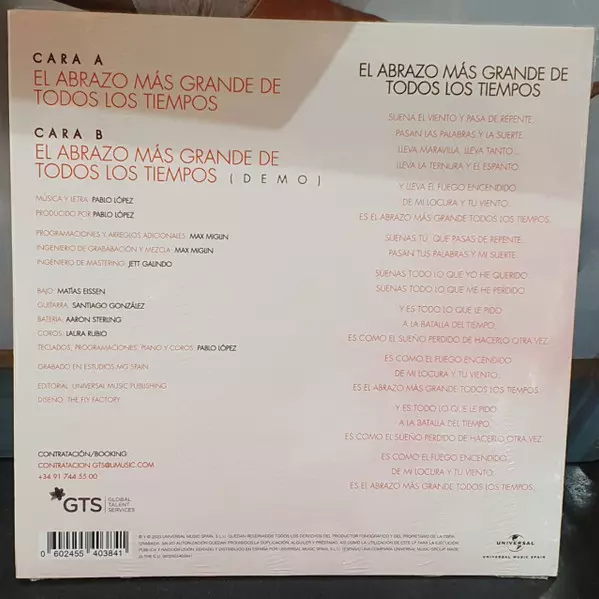 CARA A
EL ABRAZO MÁS GRANDE DE
TODOS LOS TIEMPOS
CARA B
EL ABRAZO MÁS GRANDE DE
TODOS LOS TIEMPOS (DEMO)
MÚSICA Y LETRA: PABLO LÓPEZ
PRODUCIDO POR PABLO LÓPEZ
PROGRAMACIONES Y ARREGLOS ADICIONALES: MAX MIGLIN
INGENIERO DE GRABABACIÓN Y MEZCLA: MAX MIGLIN
INGENIERO DE MASTERING: JETT GALINDO
BAJO: MATÍAS EISSEN
GUITARRA: SANTIAGO GONZÁLEZ
BATERIA: AARON STERLING
COROS: LAURA RUBIO
TECLADOS, PROGRAMACIONES, PIANO Y COROS: PABLO LÓPEZ
GRABADO EN ESTUDIOS MG SPAIN
EDITORIAL: UNIVERSAL MUSIC PUBLISHING
DISEÑO: THE FLY FACTORY
CONTRATACIÓN/BOOKING:
CONTRATACION.GTS@UMUSIC.COM
+34 91 744 55 00
GTS GLOBAL
TALENT
SERVICES
0 602455 403841
EL ABRAZO MÁS GRANDE DE
TODOS LOS TIEMPOS
SUENA EL VIENTO Y PASA DE REPENTE,
PASAN LAS PALABRAS Y LA SUERTE.
LLEVA MARAVILLA, LLEVA TANTO...
LLEVA LA TERNURA Y EL ESPANTO.
Y LLEVA EL FUEGO ENCENDIDO
DE MI LOCURA Y TU VIENTO.
ES EL ABRAZO MÁS GRANDE TODOS LOS TIEMPOS.
SUENAS TÚ, QUE PASAS DE REPENTE.
PASAN TUS PALABRAS Y MI SUERTE.
SUENAS TODO LO QUE YO HE QUERIDO.
SUENAS TODO LO QUE ME HE PERDIDO.
Y ES TODO LO QUE LE PIDO
A LA BATALLA DEL TIEMPO,
ES COMO EL SUEÑO PERDIDO DE HACERLO OTRA VEZ.
ES COMO EL FUEGO ENCENDIDO
DE MI LOCURA Y TU VIENTO,
ES EL ABRAZO MÁS GRANDE TODOS LOS TIEMPOS.
Y ES TODO LO QUE LE PIDO
A LA BATALLA DEL TIEMPO,
ES COMO EL SUEÑO PERDIDO DE HACERLO OTRA VEZ.
ES COMO EL FUEGO ENCENDIDO
DE MI LOCURA Y TU VIENTO,
ES EL ABRAZO MÁS GRANDE TODOS LOS TIEMPOS.
UNIVERSAL
UNIVERSAL MUSIC SPAIN